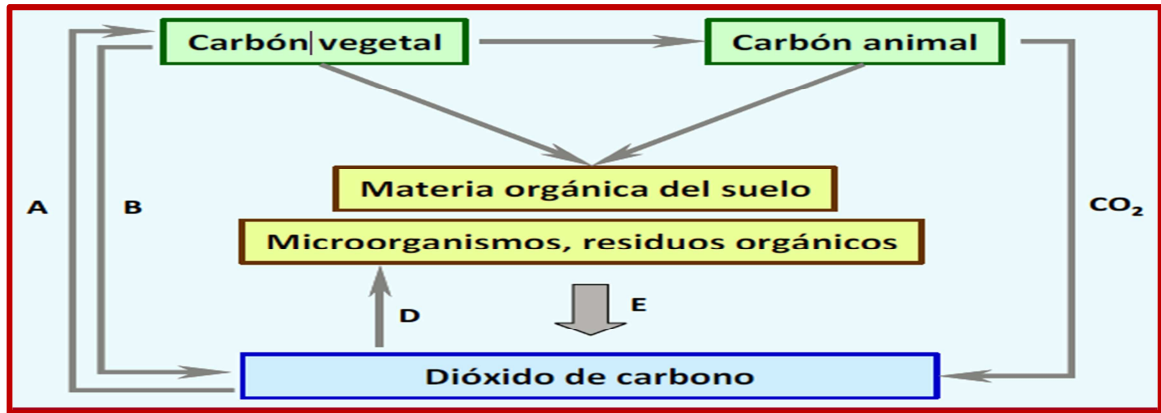 Carbón vegetal
Carbón animal
Materia orgánica del suelo
A
B
CO₂
Microorganismos, residuos orgánicos
D
E
Dióxido de carbono